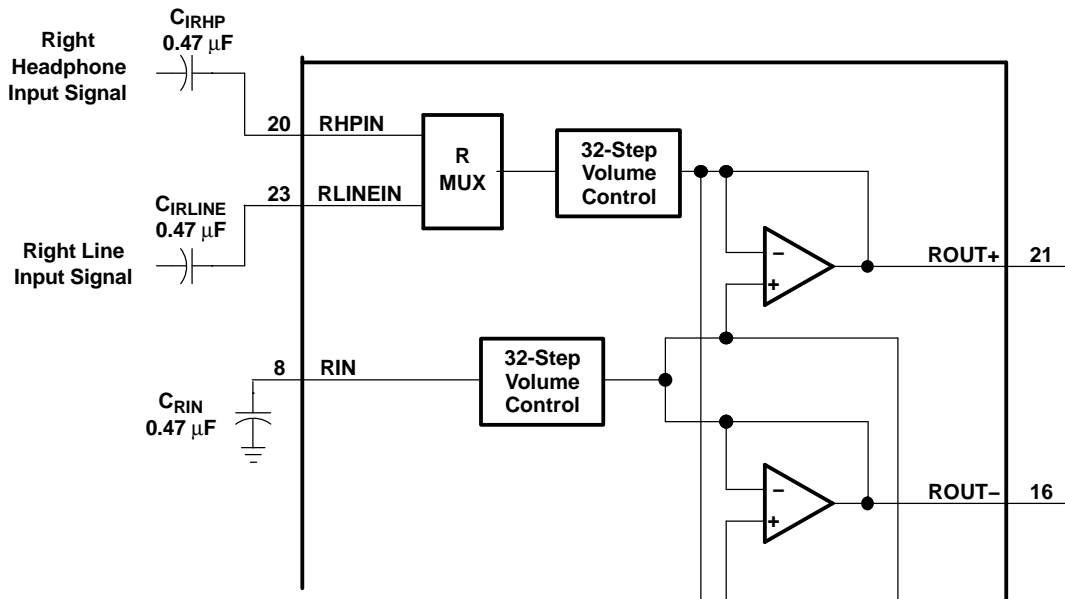 Right
Headphone
Input Signal
CIRHP
0.47 μF
20
RHPIN
R
MUX
32-Step
Volume
Control
23
RLINEIN
CIRLINE
0.47 μF
Right Line
Input Signal
−
+
ROUT+
21
8
RIN
32-Step
Volume
Control
CRIN
0.47 μF
−
+
ROUT−
16